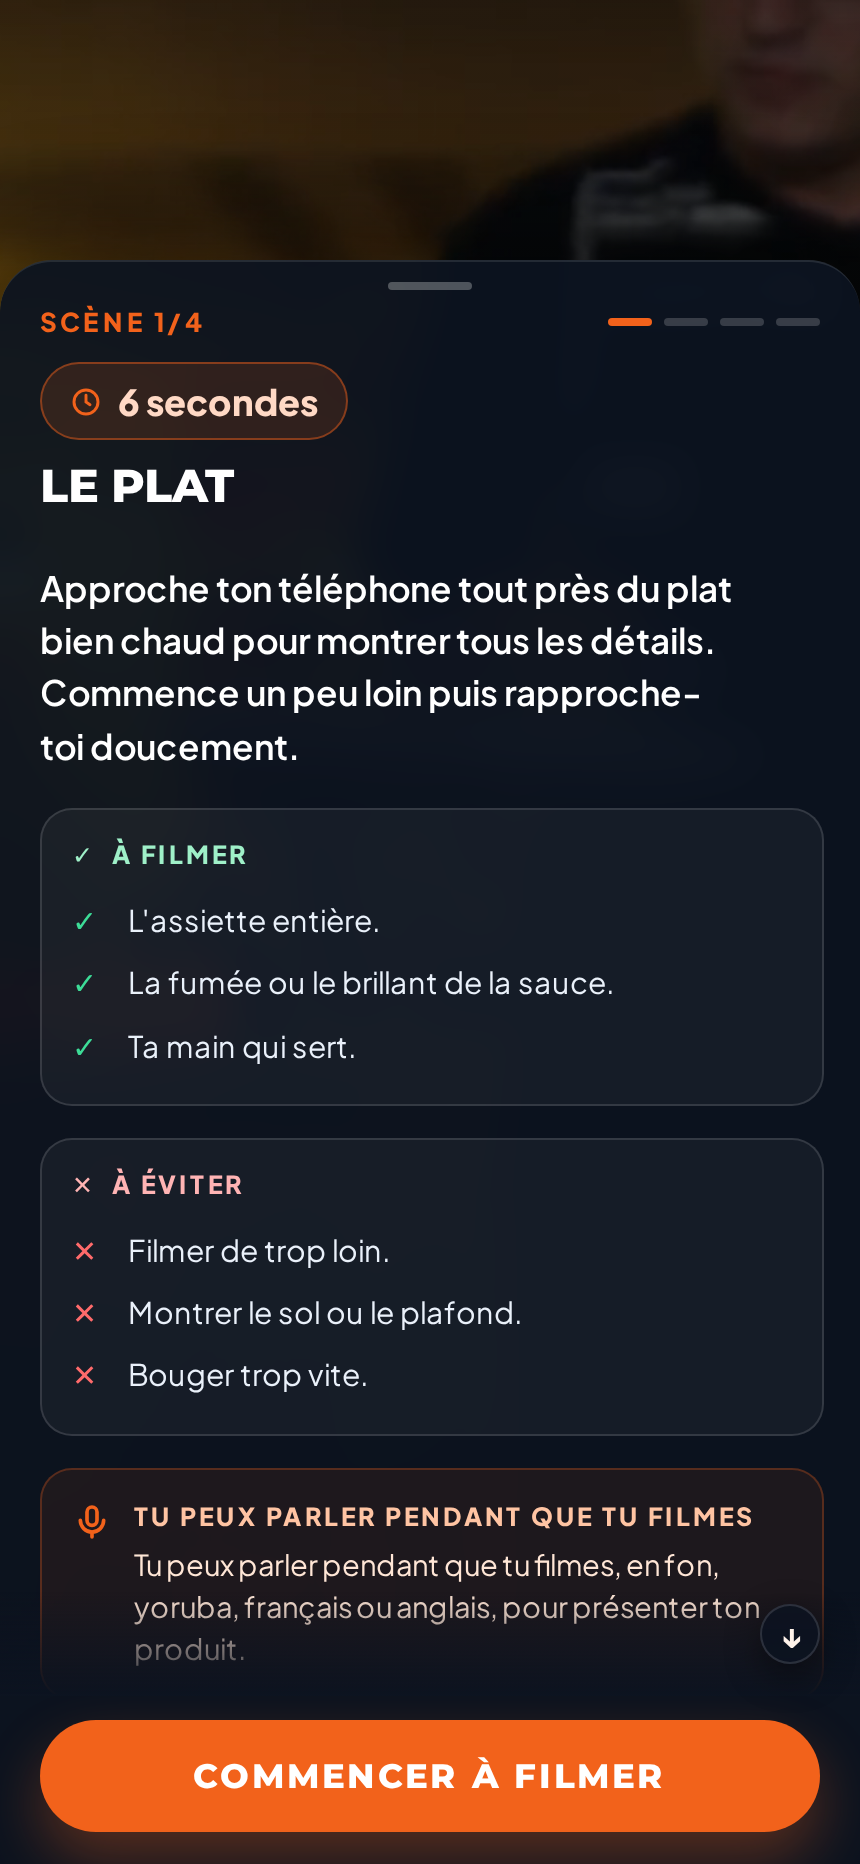 SCÈNE 1/4
6 secondes
LE PLAT
Approche ton téléphone tout près du plat
bien chaud pour montrer tous les détails.
Commence un peu loin puis rapproche-
toi doucement.
✓ À FILMER
✓ L'assiette entière.
✓ La fumée ou le brillant de la sauce.
✓ Ta main qui sert.
✕ À ÉVITER
✕ Filmer de trop loin.
✕ Montrer le sol ou le plafond.
✕ Bouger trop vite.
TU PEUX PARLER PENDANT QUE TU FILMES
Tu peux parler pendant que tu filmes, en fon,
yoruba, français ou anglais, pour présenter ton
produit.
COMMENCER À FILMER